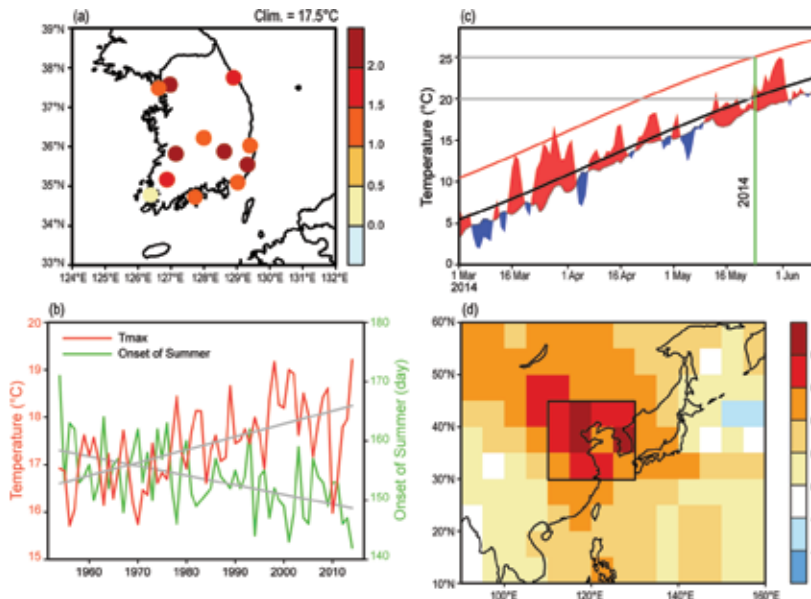 (a) Clim. = 17.5°C
39°N
38°N
37°N
36°N
35°N
34°N
33°N
124°E 126°E 126°E 127°E 128°E 129°E 130°E 131°E 132°E
2.0
1.5
1.0
0.5
0.0
(c)
Temperature (°C)
25
20
15
10
5
0
2014
1 Mar 16 Mar 1 Apr 16 Apr 1 May 16 May 1 Jun
2014
(b)
Temperature (°C)
20
19
18
17
16
15
Tmax
Onset of Summer
180
170
160
150
140
Onset of Summer (day)
1960 1970 1980 1990 2000 2010
(d)
60°N
50°N
40°N
30°N
20°N
10°N
100°E 120°E 140°E 160°E